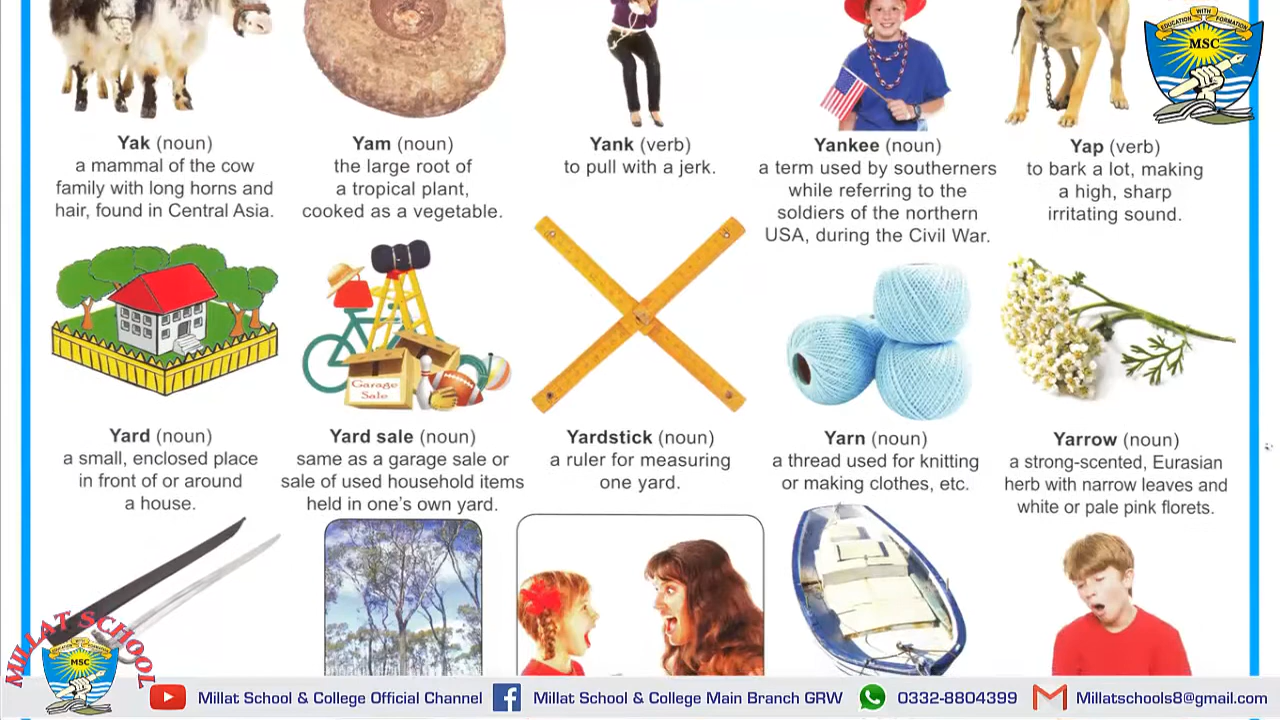 EDUCATION WITH FORMATION
MSC
Yak (noun)
a mammal of the cow
family with long horns and
hair, found in Central Asia.
Yam (noun)
the large root of
a tropical plant,
cooked as a vegetable.
Yank (verb)
to pull with a jerk.
Yankee (noun)
a term used by southerners
while referring to the
soldiers of the northern
USA, during the Civil War.
Yap (verb)
to bark a lot, making
a high, sharp
irritating sound.
Garage
Sale
Yard (noun)
a small, enclosed place
in front of or around
a house.
Yard sale (noun)
same as a garage sale or
sale of used household items
held in one's own yard.
Yardstick (noun)
a ruler for measuring
one yard.
Yarn (noun)
a thread used for knitting
or making clothes, etc.
Yarrow (noun)
a strong-scented, Eurasian
herb with narrow leaves and
white or pale pink florets.
MILLAT SCHOOL
EDUCATION WITH FORMATION
MSC
Millat School & College Official Channel
Millat School & College Main Branch GRW
0332-8804399
Millatschools8@gmail.com